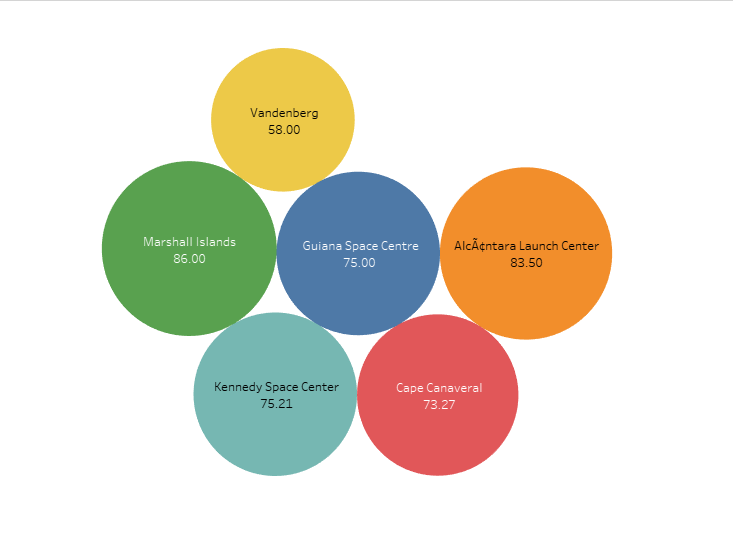 Vandenberg
58.00
Marshall Islands
86.00
Guiana Space Centre
75.00
AlcÃ¢ntara Launch Center
83.50
Kennedy Space Center
75.21
Cape Canaveral
73.27